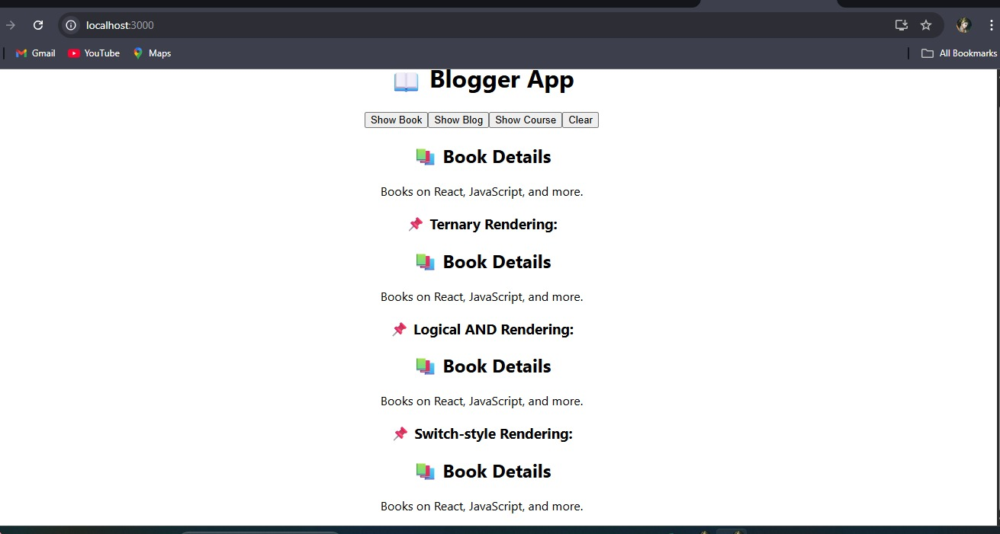 localhost:3000
Gmail YouTube Maps All Bookmarks
📖 Blogger App
Show Book Show Blog Show Course Clear
📚 Book Details
Books on React, JavaScript, and more.
📌 Ternary Rendering:
📚 Book Details
Books on React, JavaScript, and more.
📌 Logical AND Rendering:
📚 Book Details
Books on React, JavaScript, and more.
📌 Switch-style Rendering:
📚 Book Details
Books on React, JavaScript, and more.